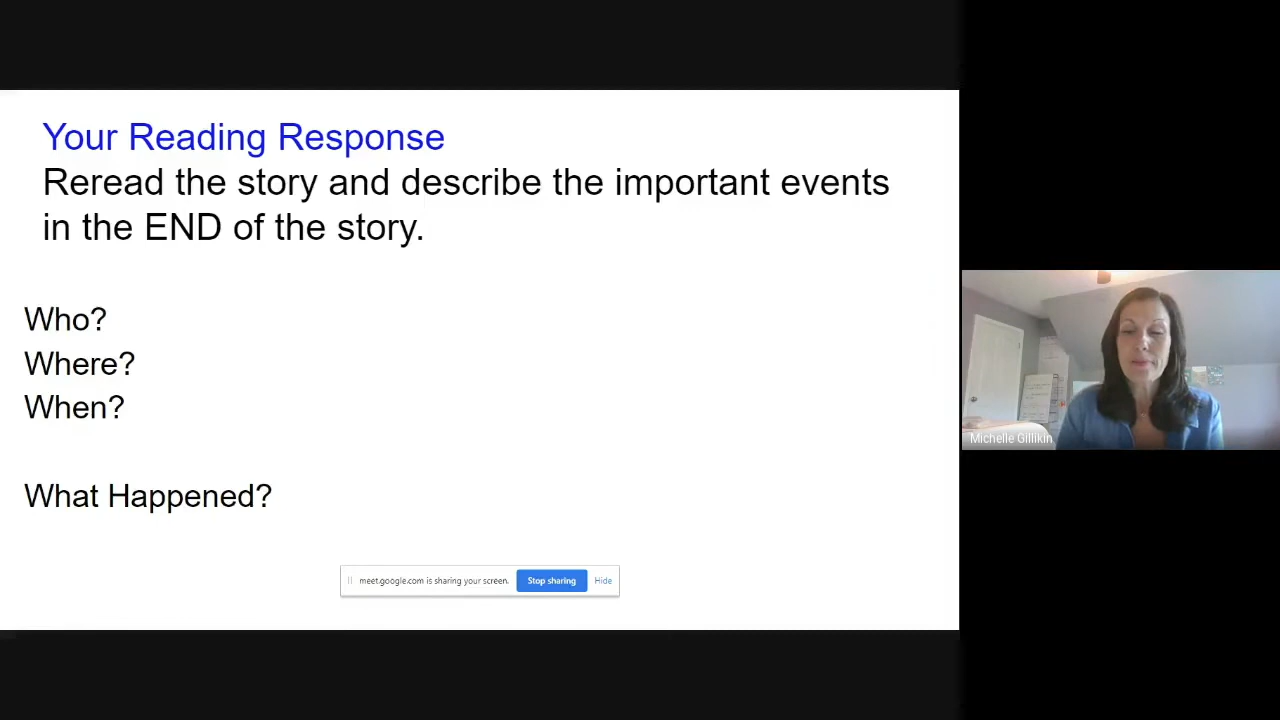 Your Reading Response
Reread the story and describe the important events
in the END of the story.
Who?
Where?
When?
What Happened?
meet.google.com is sharing your screen. Stop sharing Hide
Michelle Gillikin